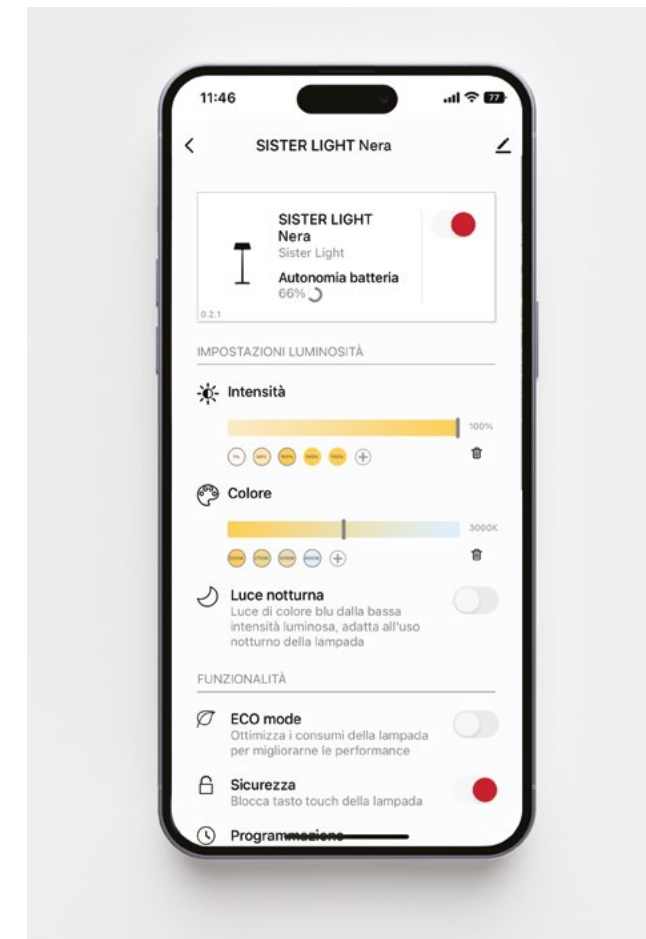 11:46
77
SISTER LIGHT Nera
SISTER LIGHT
Nera
Sister Light
Autonomia batteria
66%
0.2.1
IMPOSTAZIONI LUMINOSITÀ
Intensità
100%
Colore
3000K
Luce notturna
Luce di colore blu dalla bassa
intensità luminosa, adatta all'uso
notturno della lampada
FUNZIONALITÀ
ECO mode
Ottimizza i consumi della lampada
per migliorarne le performance
Sicurezza
Blocca tasto touch della lampada
Programmazione